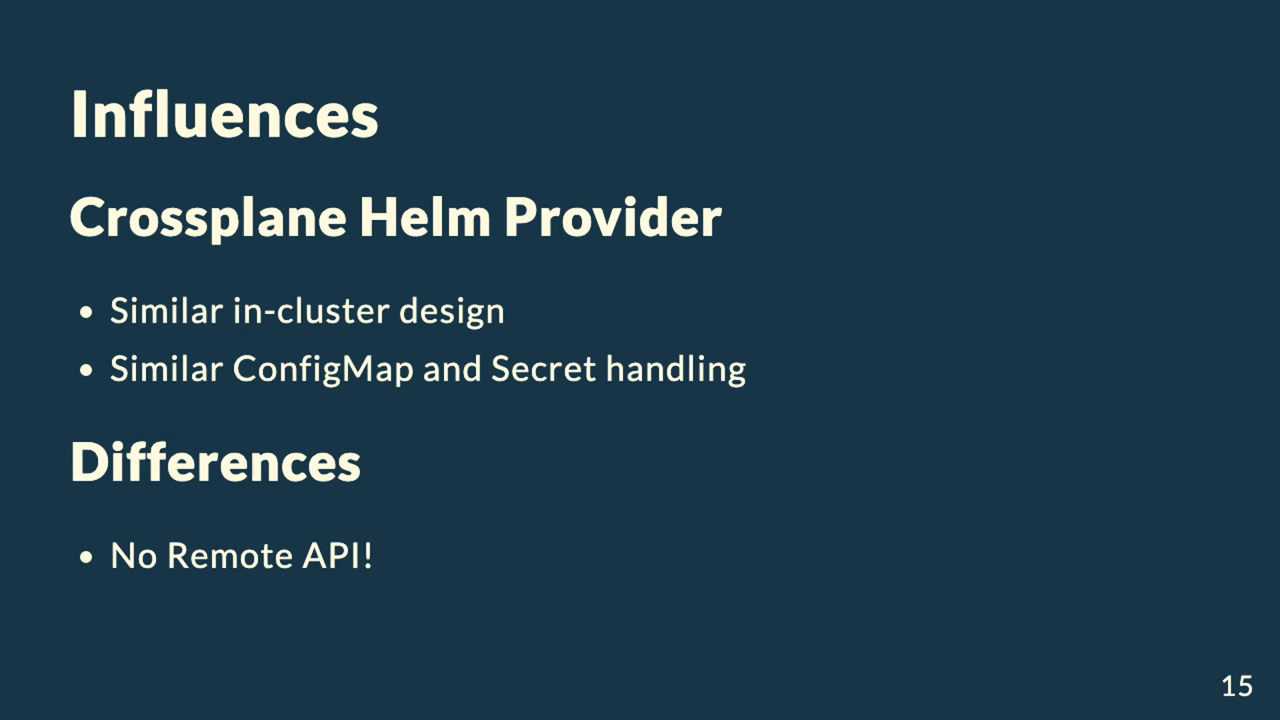 Influences
Crossplane Helm Provider
• Similar in-cluster design
• Similar ConfigMap and Secret handling
Differences
• No Remote API!
15